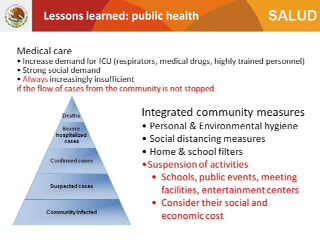 Lessons learned: public health
SALUD
Medical care
• Increase demand for ICU (respirators, medical drugs, highly trained personnel)
• Strong social demand
• Always increasingly insufficient
if the flow of cases from the community is not stopped
Deaths
Severe
hospitalized
cases
Confirmed cases
Suspected cases
Community infected
Integrated community measures
• Personal & Environmental hygiene
• Social distancing measures
• Home & school filters
•Suspension of activities
• Schools, public events, meeting
facilities, entertainment centers
• Consider their social and
economic cost